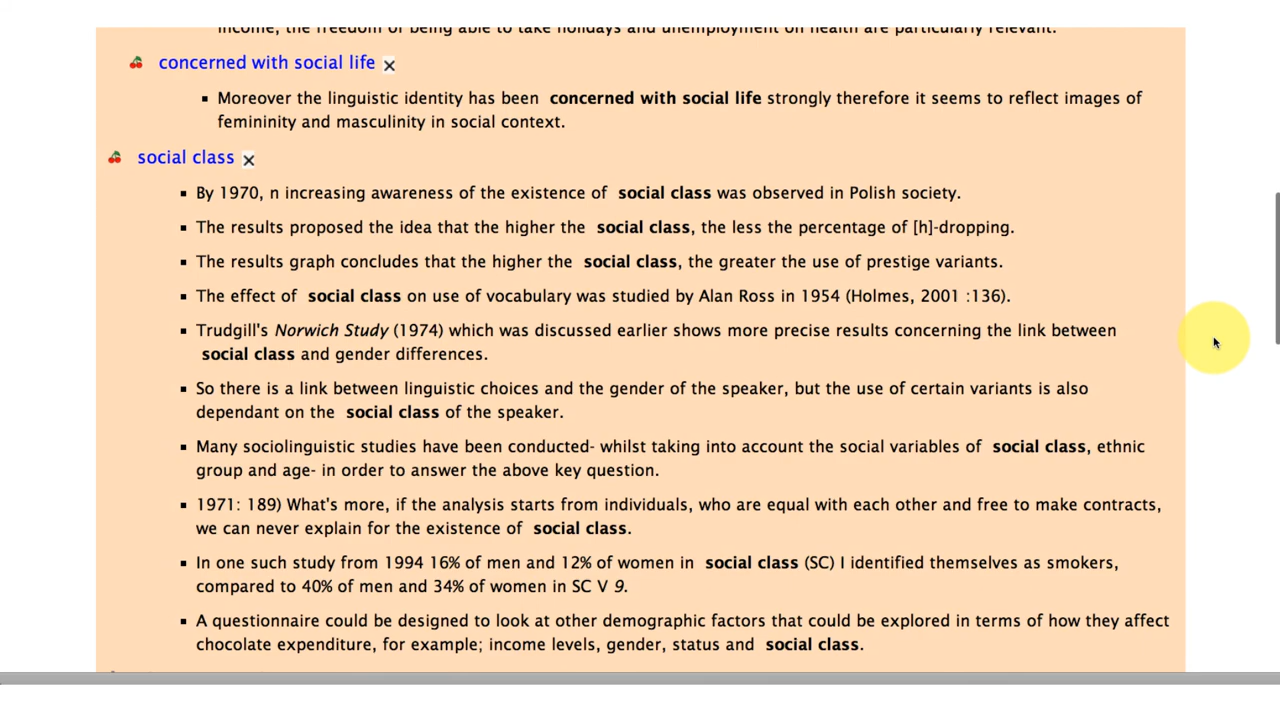 income, the freedom of being able to take holidays and unemployment on health are particularly relevant.
concerned with social life
Moreover the linguistic identity has been concerned with social life strongly therefore it seems to reflect images of
femininity and masculinity in social context.
social class
By 1970, n increasing awareness of the existence of social class was observed in Polish society.
The results proposed the idea that the higher the social class, the less the percentage of [h]-dropping.
The results graph concludes that the higher the social class, the greater the use of prestige variants.
The effect of social class on use of vocabulary was studied by Alan Ross in 1954 (Holmes, 2001 :136).
Trudgill's Norwich Study (1974) which was discussed earlier shows more precise results concerning the link between
social class and gender differences.
So there is a link between linguistic choices and the gender of the speaker, but the use of certain variants is also
dependant on the social class of the speaker.
Many sociolinguistic studies have been conducted- whilst taking into account the social variables of social class, ethnic
group and age- in order to answer the above key question.
1971: 189) What's more, if the analysis starts from individuals, who are equal with each other and free to make contracts,
we can never explain for the existence of social class.
In one such study from 1994 16% of men and 12% of women in social class (SC) I identified themselves as smokers,
compared to 40% of men and 34% of women in SC V 9.
A questionnaire could be designed to look at other demographic factors that could be explored in terms of how they affect
chocolate expenditure, for example; income levels, gender, status and social class.